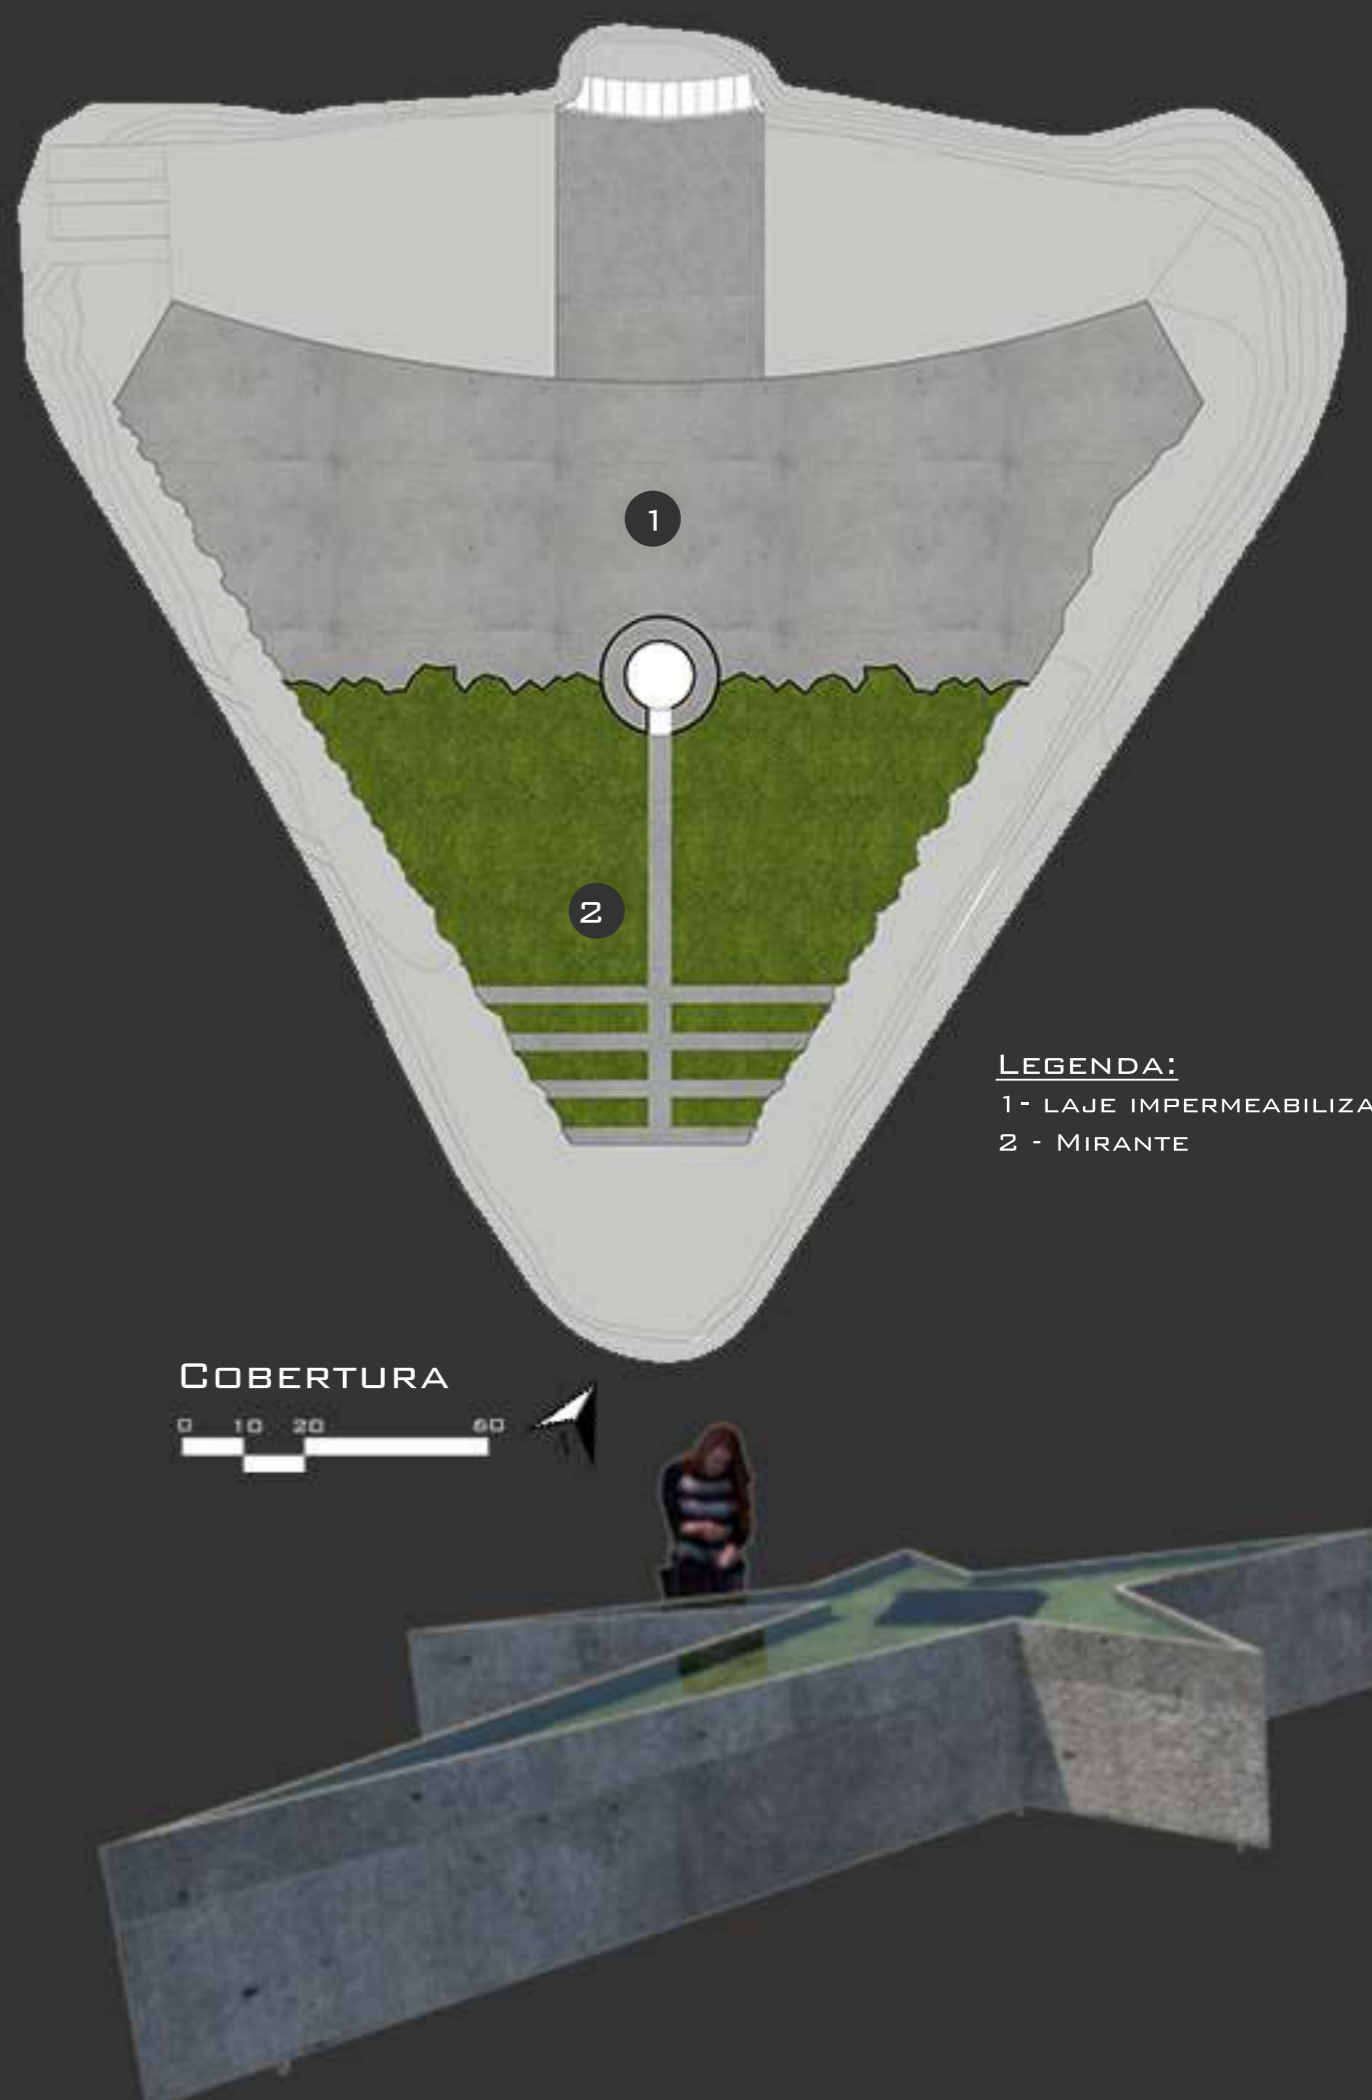 1
2
LEGENDA:
1- LAJE IMPERMEABILIZA
2 - MIRANTE
COBERTURA
0 10 20 60